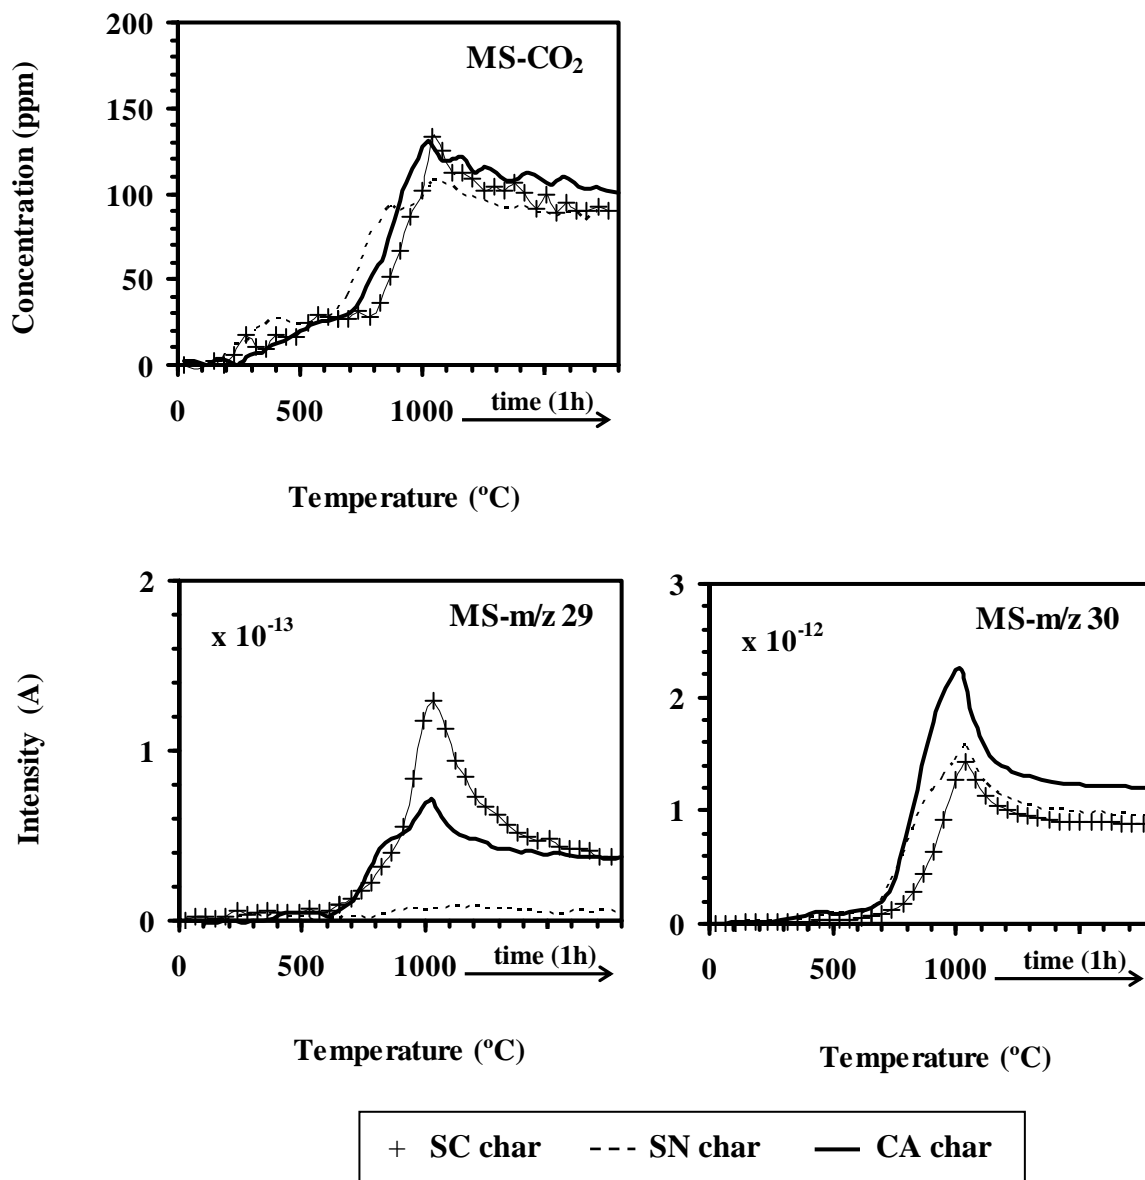 200
MS-CO₂
150
Concentration (ppm)
100
50
0
0 500 1000 time (1h)
Temperature (ºC)
2
MS-m/z 29
x 10⁻¹³
1
Intensity (A)
0
0 500 1000 time (1h)
Temperature (ºC)
3
MS-m/z 30
x 10⁻¹²
2
1
0
0 500 1000 time (1h)
Temperature (ºC)
SC char SN char CA char